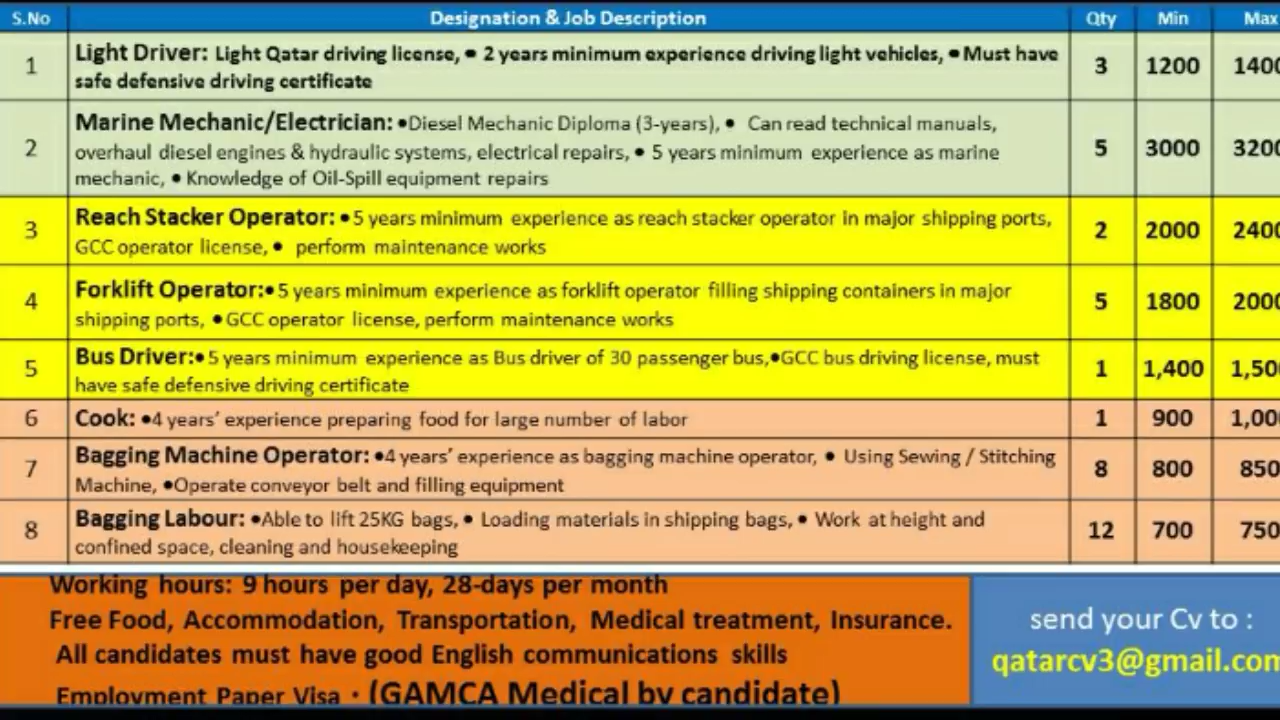 S.No Designation & Job Description Qty Min Max
1 Light Driver: Light Qatar driving license, • 2 years minimum experience driving light vehicles, • Must have safe defensive driving certificate 3 1200 1400
2 Marine Mechanic/Electrician: •Diesel Mechanic Diploma (3-years), • Can read technical manuals,
overhaul diesel engines & hydraulic systems, electrical repairs, • 5 years minimum experience as marine
mechanic, • Knowledge of Oil-Spill equipment repairs 5 3000 3200
3 Reach Stacker Operator: •5 years minimum experience as reach stacker operator in major shipping ports,
GCC operator license, • perform maintenance works 2 2000 2400
4 Forklift Operator:•5 years minimum experience as forklift operator filling shipping containers in major
shipping ports, •GCC operator license, perform maintenance works 5 1800 2000
5 Bus Driver:•5 years minimum experience as Bus driver of 30 passenger bus,•GCC bus driving license, must
have safe defensive driving certificate 1 1,400 1,50
6 Cook: •4 years’ experience preparing food for large number of labor 1 900 1,00
7 Bagging Machine Operator: •4 years’ experience as bagging machine operator, • Using Sewing / Stitching
Machine, •Operate conveyor belt and filling equipment 8 800 850
8 Bagging Labour: •Able to lift 25KG bags, • Loading materials in shipping bags, • Work at height and
confined space, cleaning and housekeeping 12 700 750
Working hours: 9 hours per day, 28-days per month
Free Food, Accommodation, Transportation, Medical treatment, Insurance.
All candidates must have good English communications skills
Employment Paper Visa · (GAMCA Medical by candidate)
send your Cv to :
qatarcv3@gmail.com